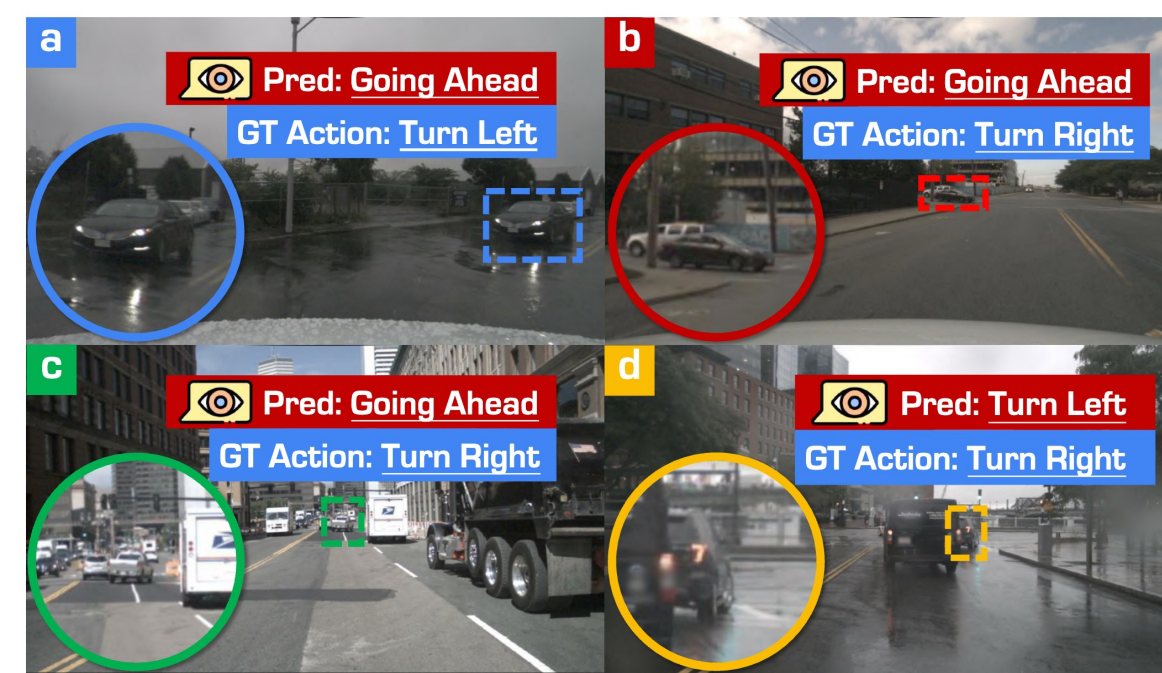 a
Pred: Going Ahead
GT Action: Turn Left
b
Pred: Going Ahead
GT Action: Turn Right
c
Pred: Going Ahead
GT Action: Turn Right
d
Pred: Turn Left
GT Action: Turn Right